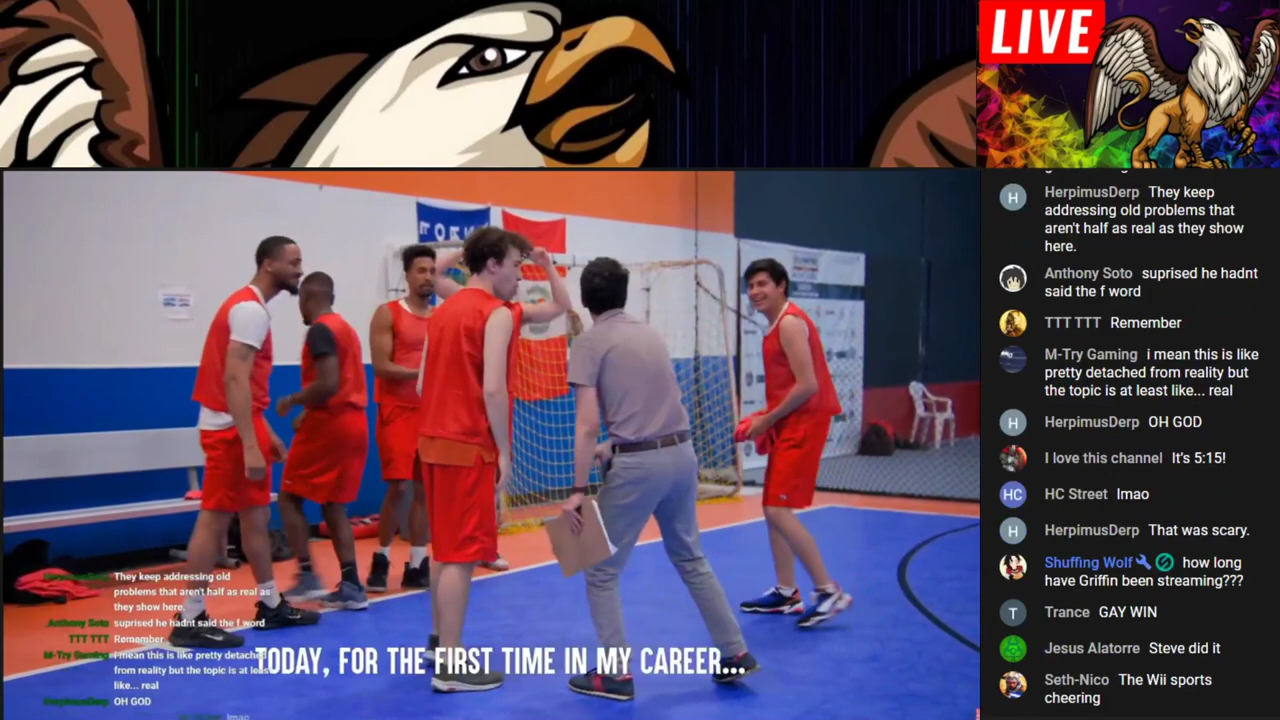 LIVE
HerpimusDerp They keep
addressing old problems that
aren't half as real as they show
here.
Anthony Soto suprised he hadnt
said the f word
TTT TTT Remember
M-Try Gaming i mean this is like
pretty detached from reality but
the topic is at least like... real
H HerpimusDerp OH GOD
I love this channel It's 5:15!
HC HC Street lmao
H HerpimusDerp That was scary.
Shuffing Wolf how long
have Griffin been streaming???
T Trance GAY WIN
Jesus Alatorre Steve did it
Seth-Nico The Wii sports
cheering
HerpimusDerp They keep addressing old
problems that aren't half as real as
they show here.
Anthony Soto suprised he hadnt said the f word
TTT TTT Remember
M-Try Gaming i mean this is like pretty detached
from reality but the topic is at least
like... real
HerpimusDerp OH GOD
lmao
TODAY, FOR THE FIRST TIME IN MY CAREER...